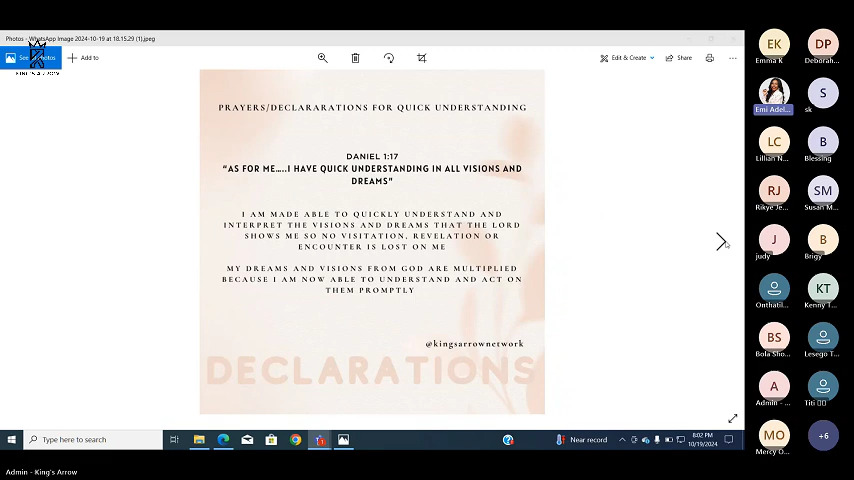 Photos - WhatsApp Image 2024-10-19 at 18.15.29 (1).jpeg
Add to
Edit & Create
Share
PRAYERS/DECLARARATIONS FOR QUICK UNDERSTANDING
DANIEL 1:17
“AS FOR ME.....I HAVE QUICK UNDERSTANDING IN ALL VISIONS AND
DREAMS”
I AM MADE ABLE TO QUICKLY UNDERSTAND AND
INTERPRET THE VISIONS AND DREAMS THAT THE LORD
SHOWS ME SO NO VISITATION, REVELATION OR
ENCOUNTER IS LOST ON ME
MY DREAMS AND VISIONS FROM GOD ARE MULTIPLIED
BECAUSE I AM NOW ABLE TO UNDERSTAND AND ACT ON
THEM PROMPTLY
@kingsarrownetwork
DECLARATIONS
EK
Emma K
DP
Deborah...
Emi Adel...
S
sk
LC
Lillian N...
B
Blessing
RJ
Rikye Je...
SM
Susan M...
J
judy
B
Brigy
Onthatil...
KT
Kenny T...
BS
Bola Sho...
Lesego T...
A
Admin - ...
Titi
MO
Mercy O...
+6
Type here to search
Near record
8:02 PM
10/19/2024
Admin - King's Arrow